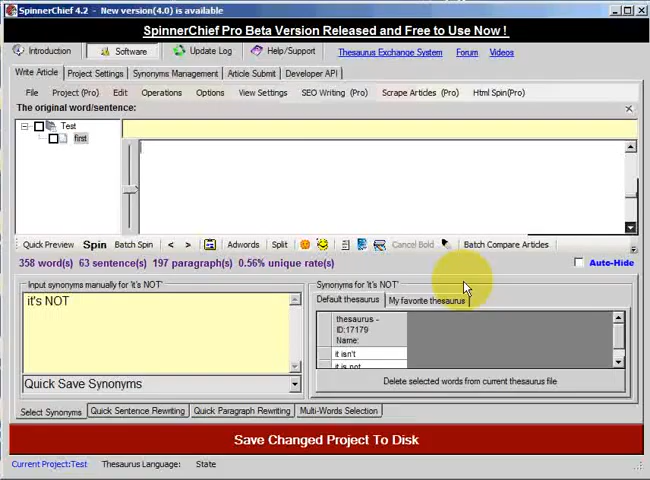 SpinnerChief 4.2 - New version(4.0) is available
SpinnerChief Pro Beta Version Released and Free to Use Now !
Introduction Software Update Log Help/Support Thesaurus Exchange System Forum Videos
Write Article Project Settings Synonyms Management Article Submit Developer API
File Project (Pro) Edit Operations Options View Settings SEO Writing (Pro) Scrape Articles (Pro) Html Spin(Pro)
The original word/sentence:
Test
first
Quick Preview Spin Batch Spin < > Adwords Split Cancel Bold Batch Compare Articles
358 word(s) 63 sentence(s) 197 paragraph(s) 0.56% unique rate(s) Auto-Hide
Input synonyms manually for 'it's NOT' Synonyms for 'it's NOT'
it's NOT
Default thesaurus My favorite thesaurus
thesaurus -
ID:17179
Name:
it isn't
it is not
Quick Save Synonyms Delete selected words from current thesaurus file
Select Synonyms Quick Sentence Rewriting Quick Paragraph Rewriting Multi-Words Selection
Save Changed Project To Disk
Current Project:Test Thesaurus Language: State